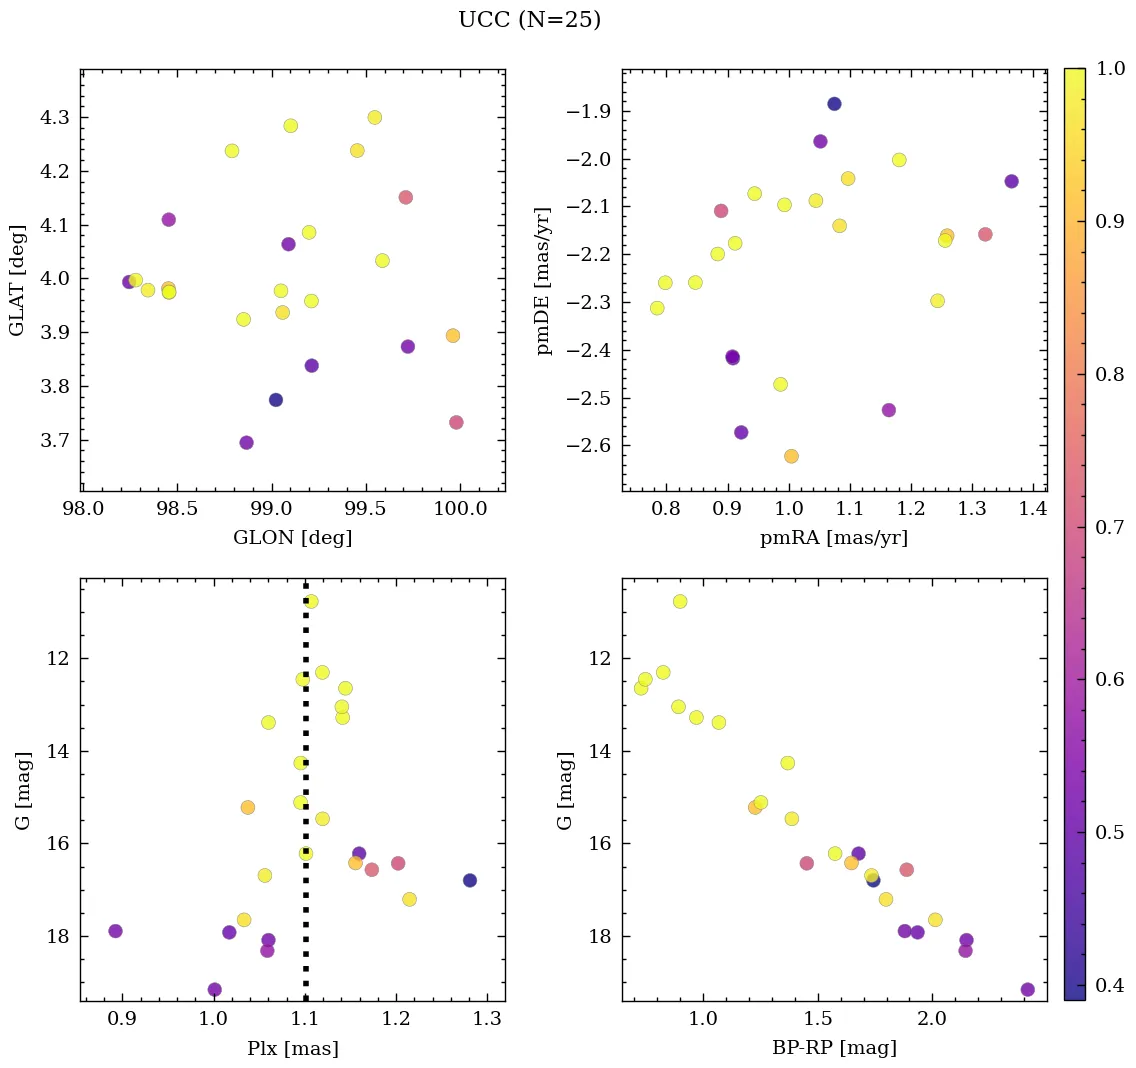 UCC (N=25)
4.3
4.2
4.1
4.0
3.9
3.8
3.7
GLAT [deg]
98.0 98.5 99.0 99.5 100.0
GLON [deg]
−1.9
−2.0
−2.1
−2.2
−2.3
−2.4
−2.5
−2.6
pmDE [mas/yr]
0.8 0.9 1.0 1.1 1.2 1.3 1.4
pmRA [mas/yr]
12
14
16
18
G [mag]
0.9 1.0 1.1 1.2 1.3
Plx [mas]
12
14
16
18
G [mag]
1.0 1.5 2.0
BP-RP [mag]
1.0
0.9
0.8
0.7
0.6
0.5
0.4